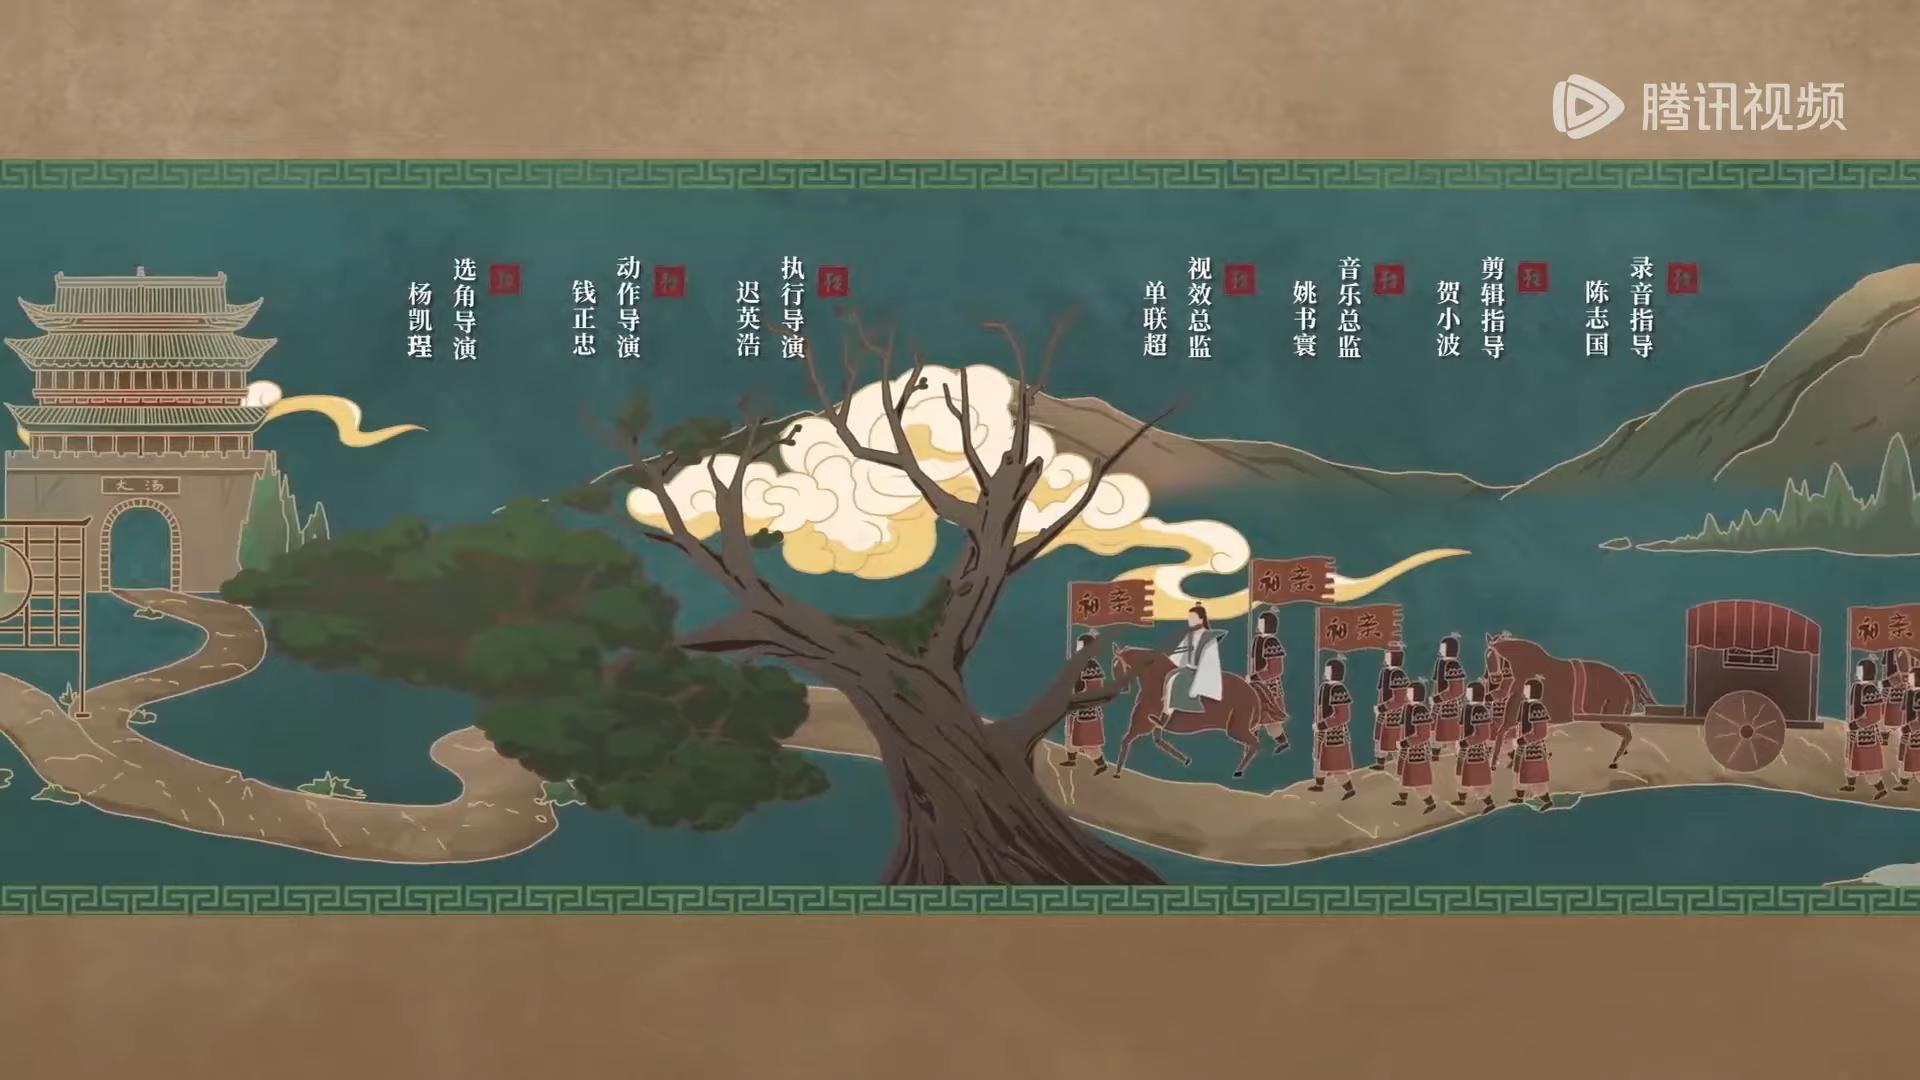 腾讯视频
录音指导
陈志国
剪辑指导
贺小波
音乐总监
姚书寰
视效总监
单联超
执行导演
迟英浩
动作导演
钱正忠
选角导演
杨凯珵
和亲
和亲
和亲
和亲